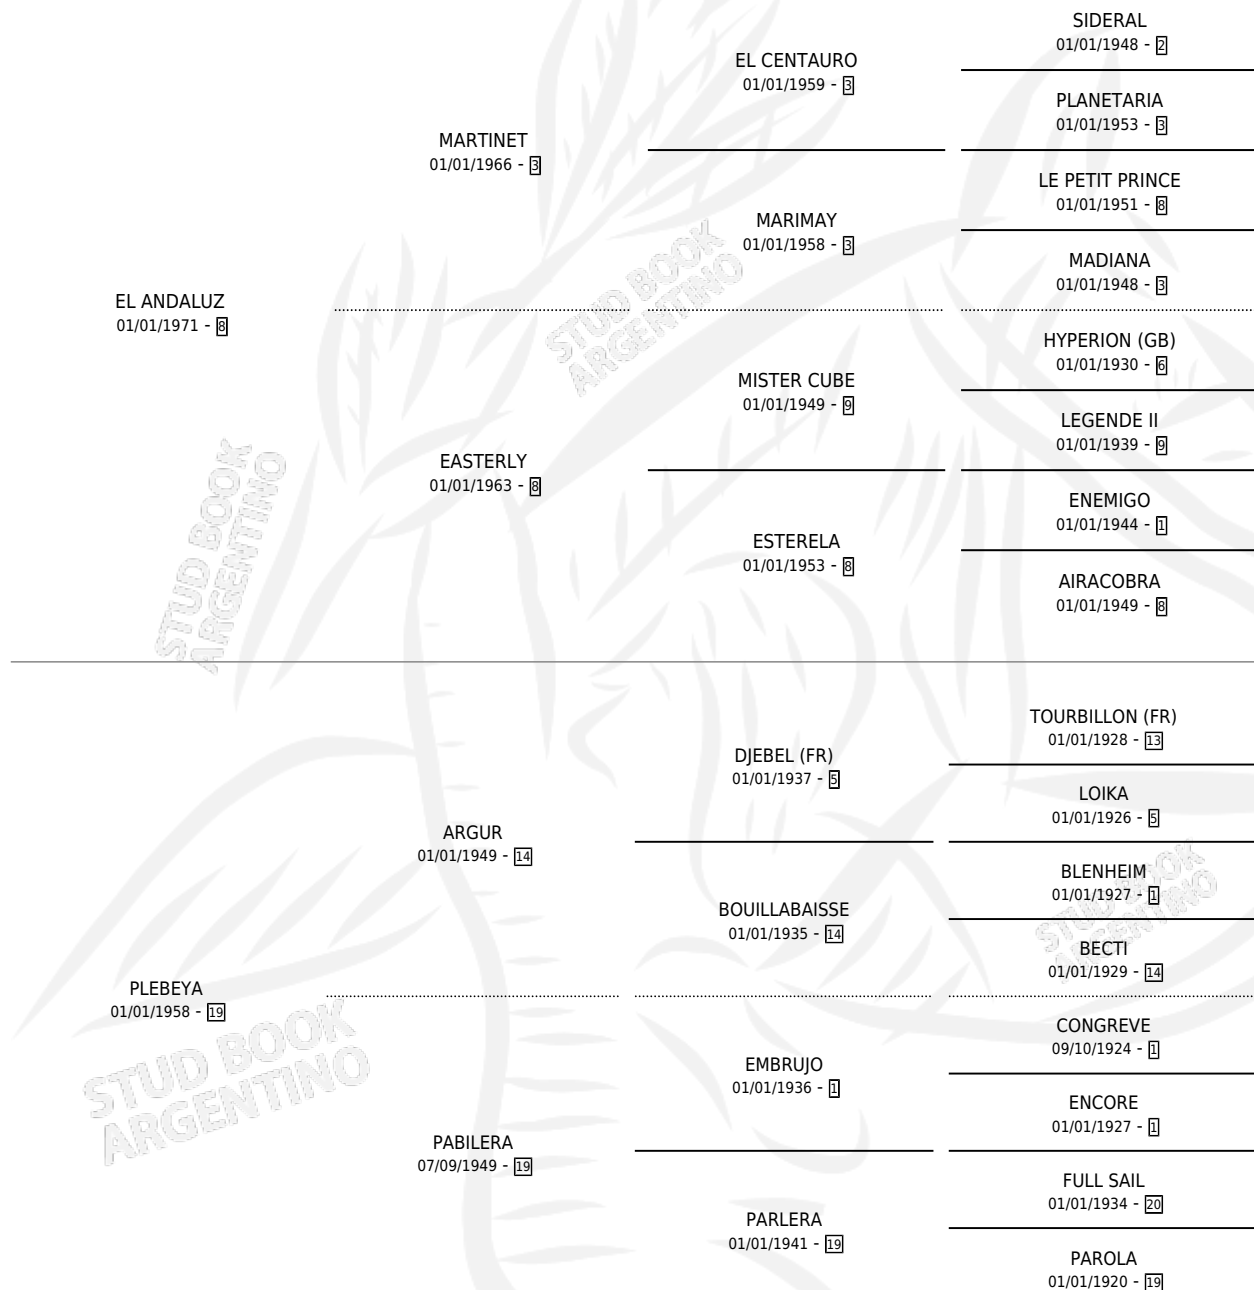 SIDERAL
01/01/1948 - 2
EL CENTAURO
01/01/1959 - 3
PLANETARIA
01/01/1953 - 3
MARTINET
01/01/1966 - 3
LE PETIT PRINCE
01/01/1951 - 8
MARIMAY
01/01/1958 - 3
MADIANA
01/01/1948 - 3
EL ANDALUZ
01/01/1971 - 8
STUD BOOK
ARGENTINO
HYPERION (GB)
01/01/1930 - 6
MISTER CUBE
01/01/1949 - 9
LEGENDE II
01/01/1939 - 9
EASTERLY
01/01/1963 - 8
ENEMIGO
01/01/1944 - 1
ESTERELA
01/01/1953 - 8
AIRACOBRA
01/01/1949 - 8
STUD BOOK
ARGENTINO
TOURBILLON (FR)
01/01/1928 - 13
DJEBEL (FR)
01/01/1937 - 5
LOIKA
01/01/1926 - 5
ARGUR
01/01/1949 - 14
BLENHEIM
01/01/1927 - 1
BOUILLABAISSE
01/01/1935 - 14
BECTI
01/01/1929 - 14
STUD BOOK
ARGENTINO
PLEBEYA
01/01/1958 - 19
STUD BOOK
ARGENTINO
CONGREVE
09/10/1924 - 1
EMBRUJO
01/01/1936 - 1
ENCORE
01/01/1927 - 1
PABILERA
07/09/1949 - 19
FULL SAIL
01/01/1934 - 20
PARLERA
01/01/1941 - 19
PAROLA
01/01/1920 - 19